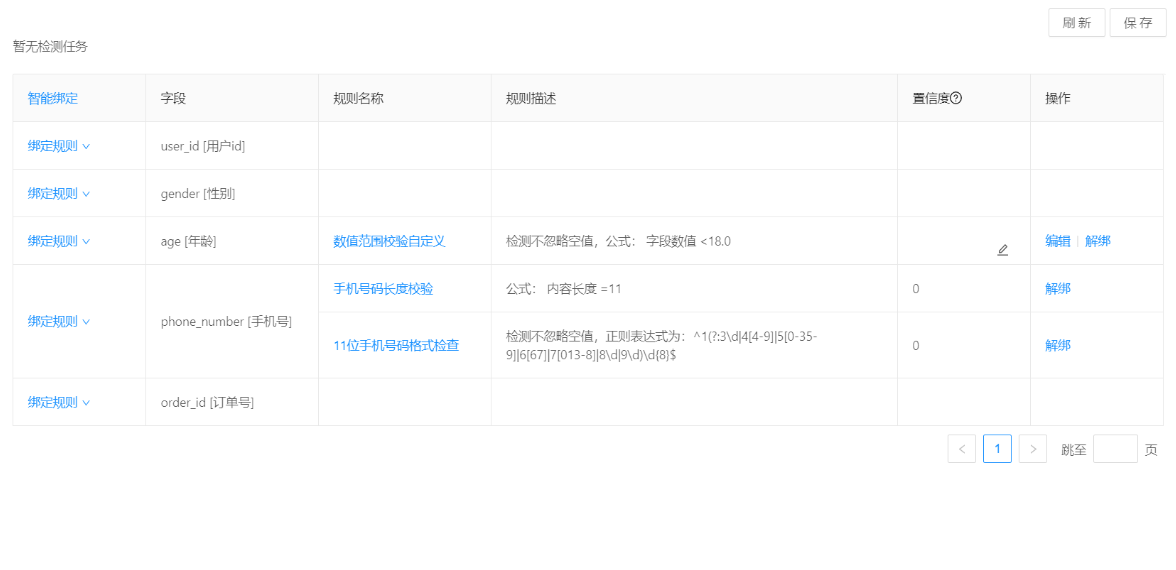 刷 新 保 存
暂无检测任务
智能绑定 字段 规则名称 规则描述 置信度 操作
绑定规则 user_id [用户id]
绑定规则 gender [性别]
绑定规则 age [年龄] 数值范围校验自定义 检测不忽略空值，公式： 字段数值 <18.0 编辑 解绑
绑定规则 phone_number [手机号] 手机号码长度校验 公式： 内容长度 =11 0 解绑
11位手机号码格式检查 检测不忽略空值，正则表达式为：^1(?:3\d|4[4-9]|5[0-35-
9]|6[67]|7[013-8]|8\d|9\d)\d{8}$ 0 解绑
绑定规则 order_id [订单号]
1 跳至 页